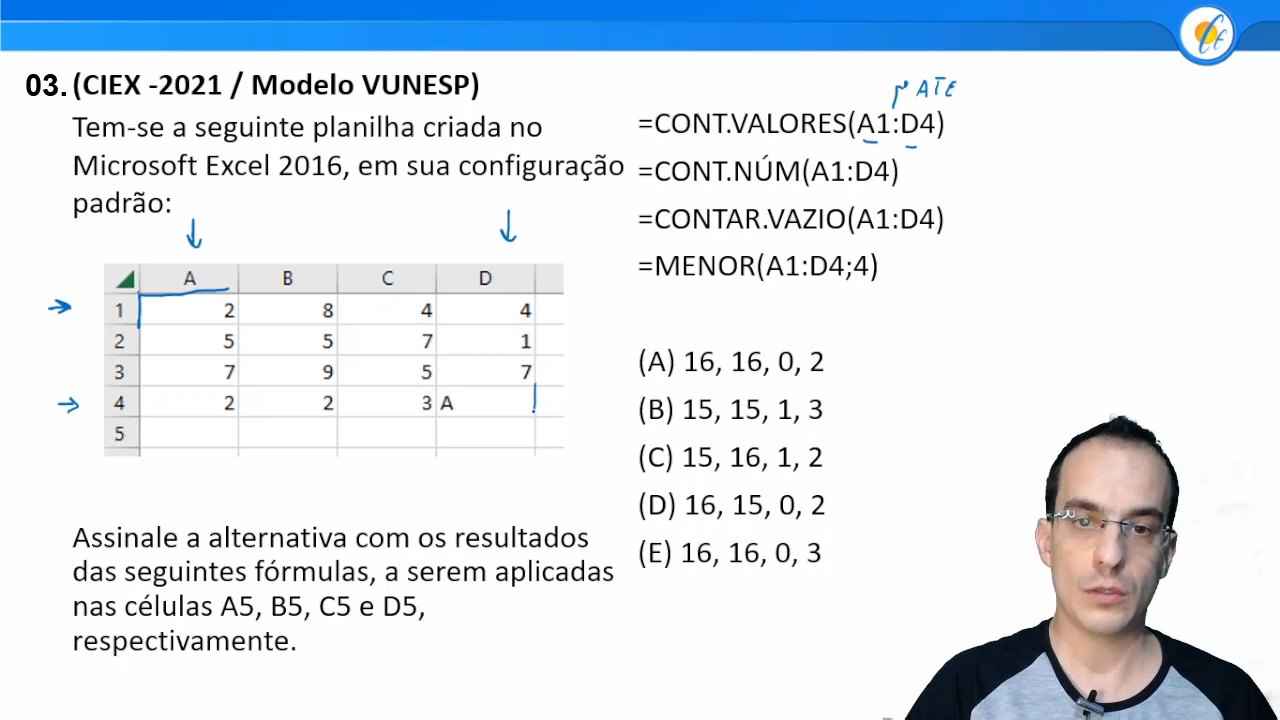 03. (CIEX -2021 / Modelo VUNESP)
Tem-se a seguinte planilha criada no
Microsoft Excel 2016, em sua configuração
padrão:
A B C D
1 2 8 4 4
2 5 5 7 1
3 7 9 5 7
4 2 2 3 A
5
Assinale a alternativa com os resultados
das seguintes fórmulas, a serem aplicadas
nas células A5, B5, C5 e D5,
respectivamente.
ATE
=CONT.VALORES(A1:D4)
=CONT.NÚM(A1:D4)
=CONTAR.VAZIO(A1:D4)
=MENOR(A1:D4;4)
(A) 16, 16, 0, 2
(B) 15, 15, 1, 3
(C) 15, 16, 1, 2
(D) 16, 15, 0, 2
(E) 16, 16, 0, 3